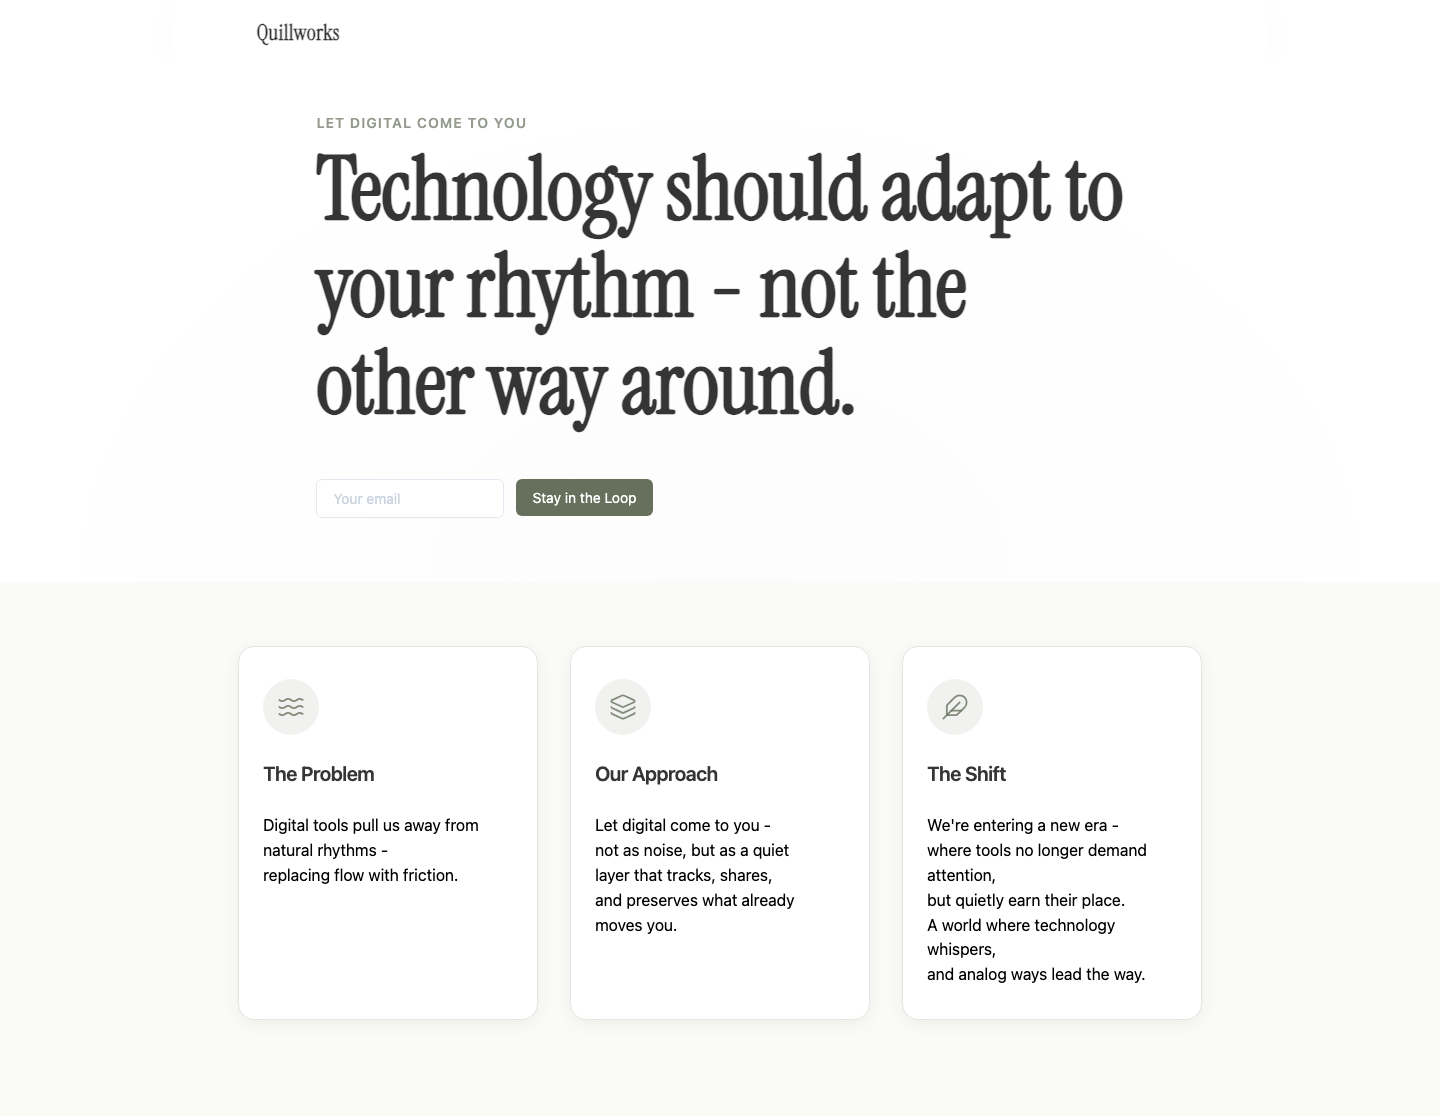 Quillworks
LET DIGITAL COME TO YOU
Technology should adapt to
your rhythm - not the
other way around.
Your email
Stay in the Loop
The Problem
Digital tools pull us away from
natural rhythms -
replacing flow with friction.
Our Approach
Let digital come to you -
not as noise, but as a quiet
layer that tracks, shares,
and preserves what already
moves you.
The Shift
We're entering a new era -
where tools no longer demand
attention,
but quietly earn their place.
A world where technology
whispers,
and analog ways lead the way.